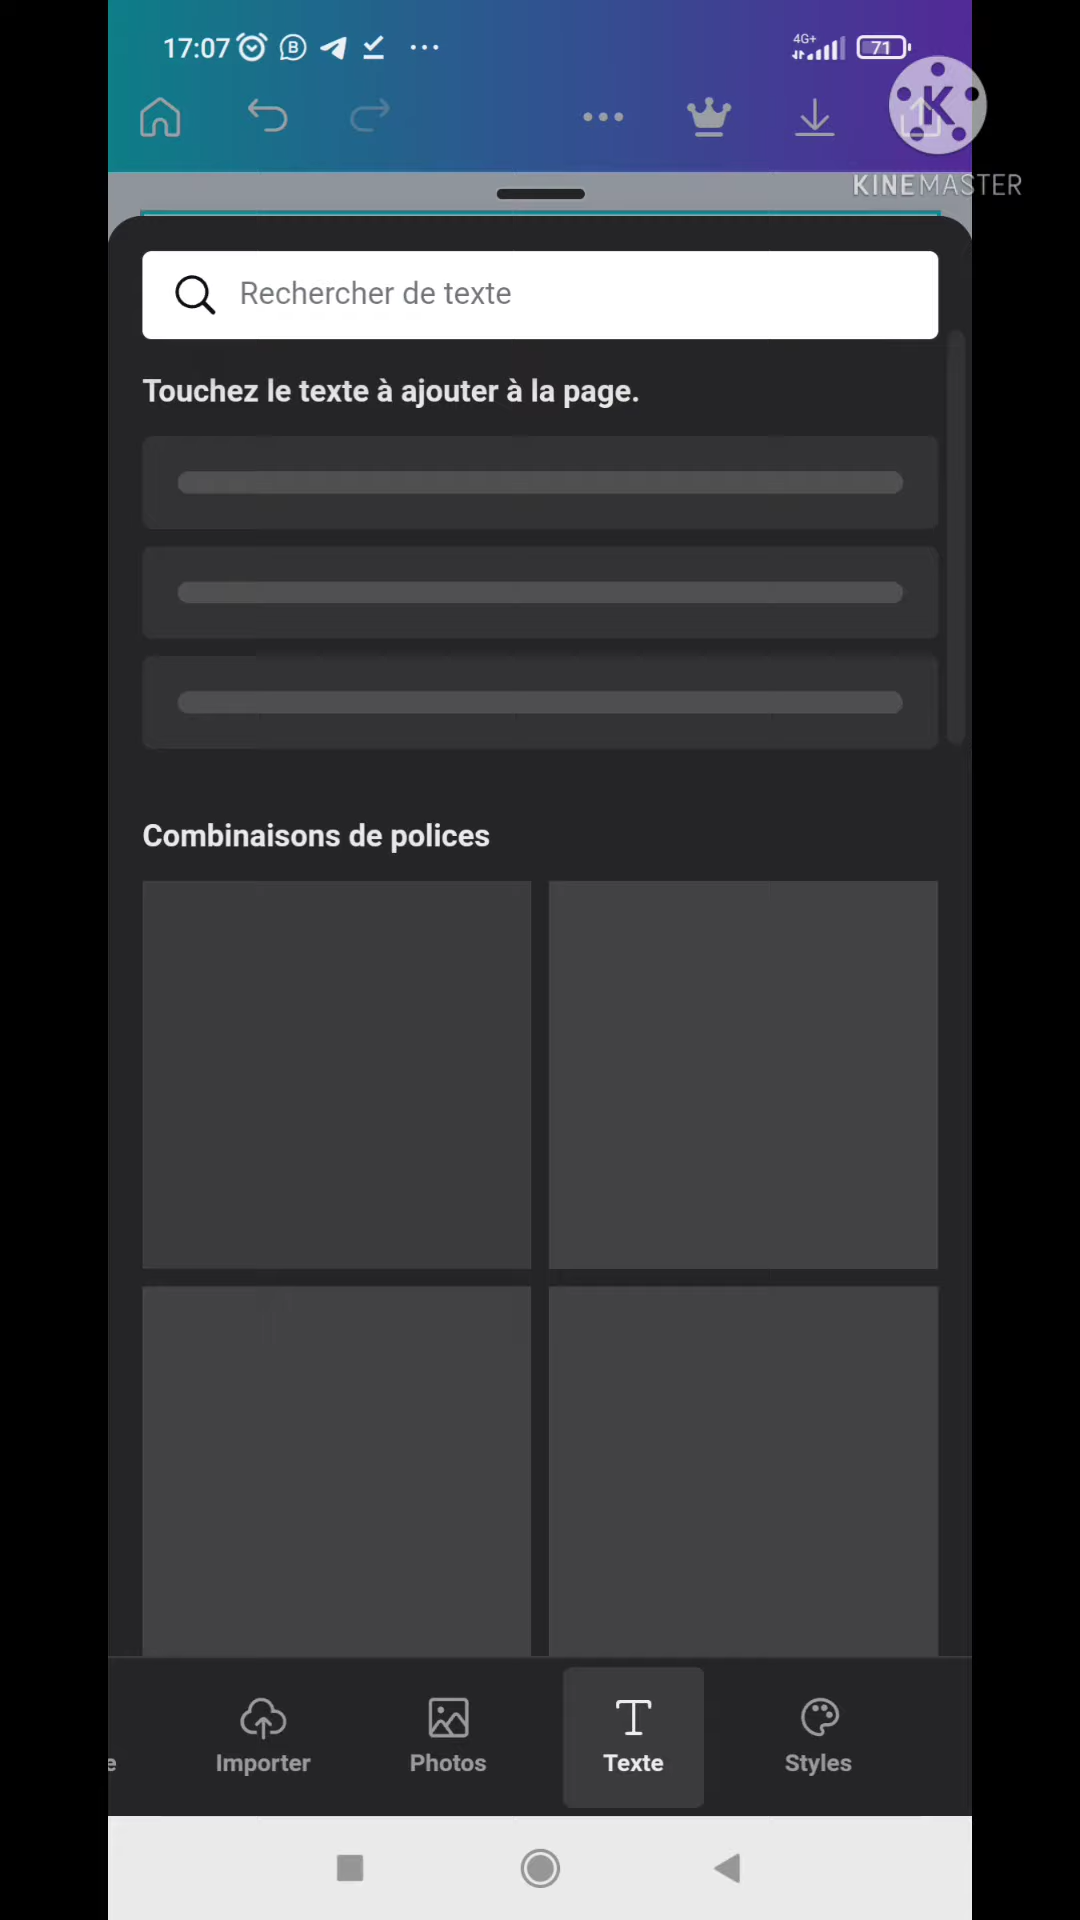 17:07
4G+
71
K
KINEMASTER
Rechercher de texte
Touchez le texte à ajouter à la page.
Combinaisons de polices
e
Importer
Photos
Texte
Styles